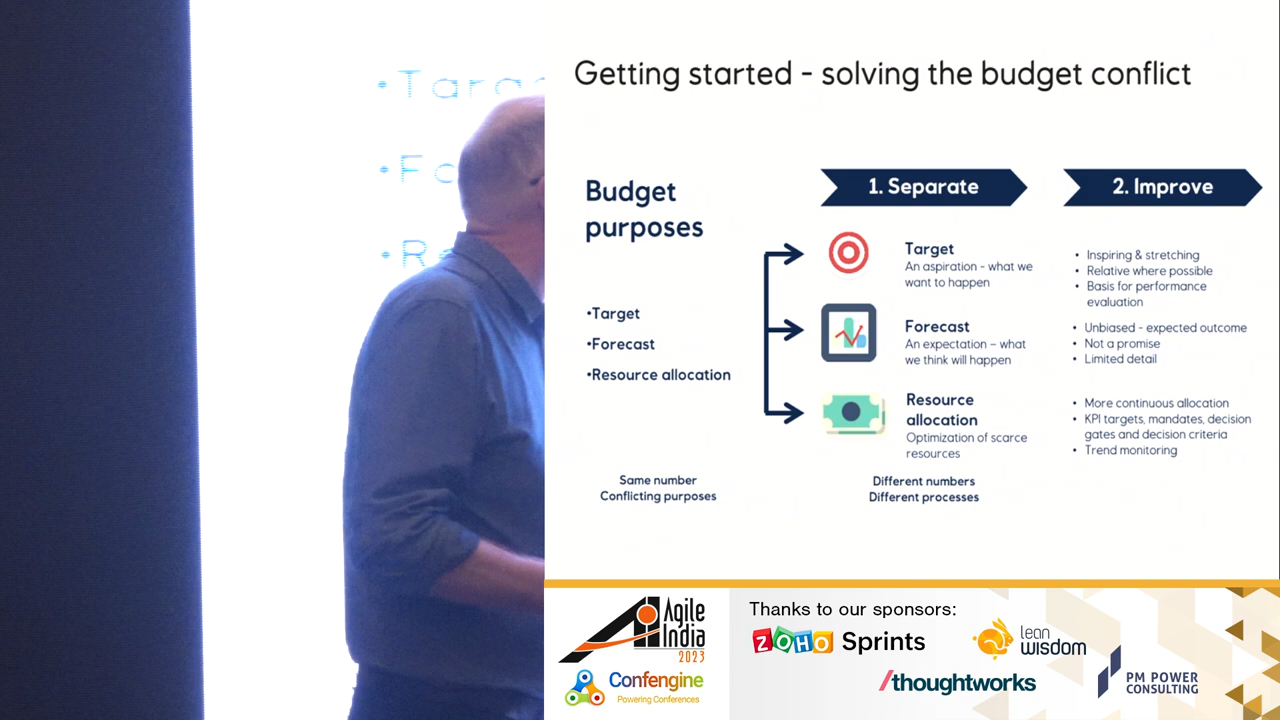 Getting started - solving the budget conflict
Budget
purposes
•Target
•Forecast
•Resource allocation
Same number
Conflicting purposes
1. Separate
Target
An aspiration - what we
want to happen
Forecast
An expectation – what
we think will happen
Resource
allocation
Optimization of scarce
resources
Different numbers
Different processes
2. Improve
• Inspiring & stretching
• Relative where possible
• Basis for performance
evaluation
• Unbiased - expected outcome
• Not a promise
• Limited detail
• More continuous allocation
• KPI targets, mandates, decision
gates and decision criteria
• Trend monitoring
Agile
India
2023
Confengine
Powering Conferences
Thanks to our sponsors:
ZOHO Sprints
lean
wisdom
/thoughtworks
PM POWER
CONSULTING